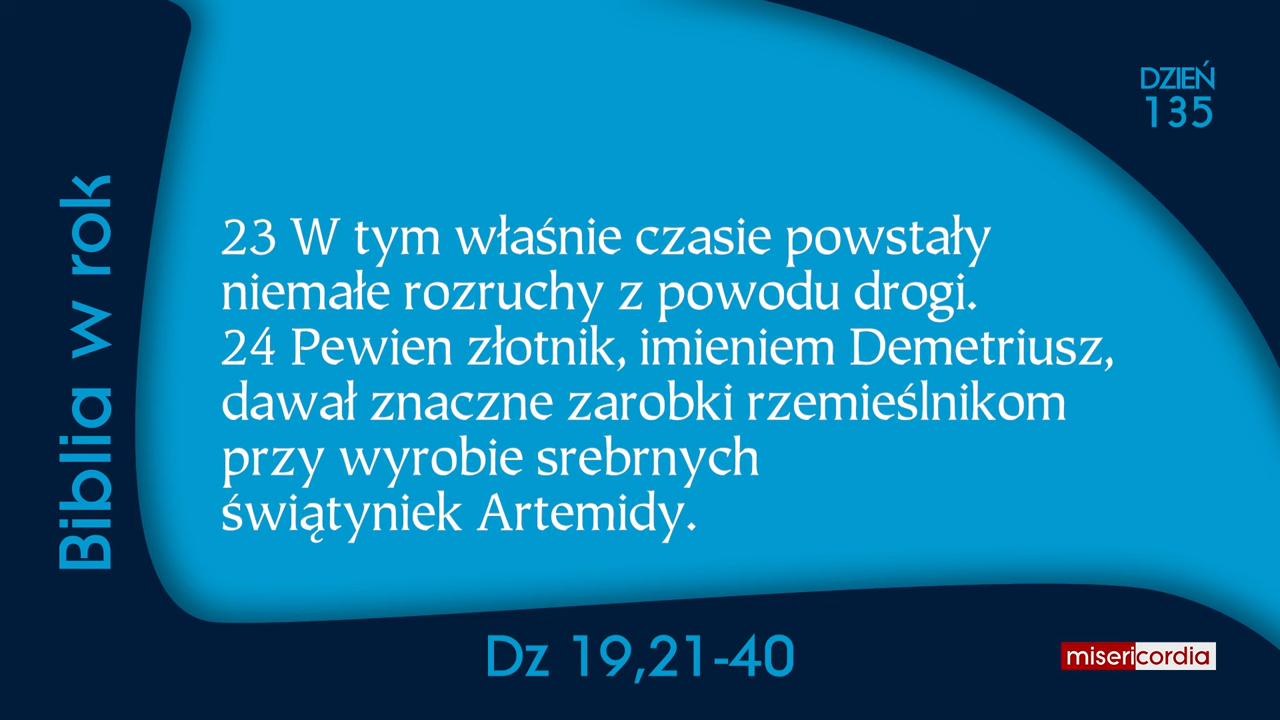 DZIEŃ
135
Biblia w rok
23 W tym właśnie czasie powstały
niemałe rozruchy z powodu drogi.
24 Pewien złotnik, imieniem Demetriusz,
dawał znaczne zarobki rzemieślnikom
przy wyrobie srebrnych
świątyniek Artemidy.
Dz 19,21-40
misericordia